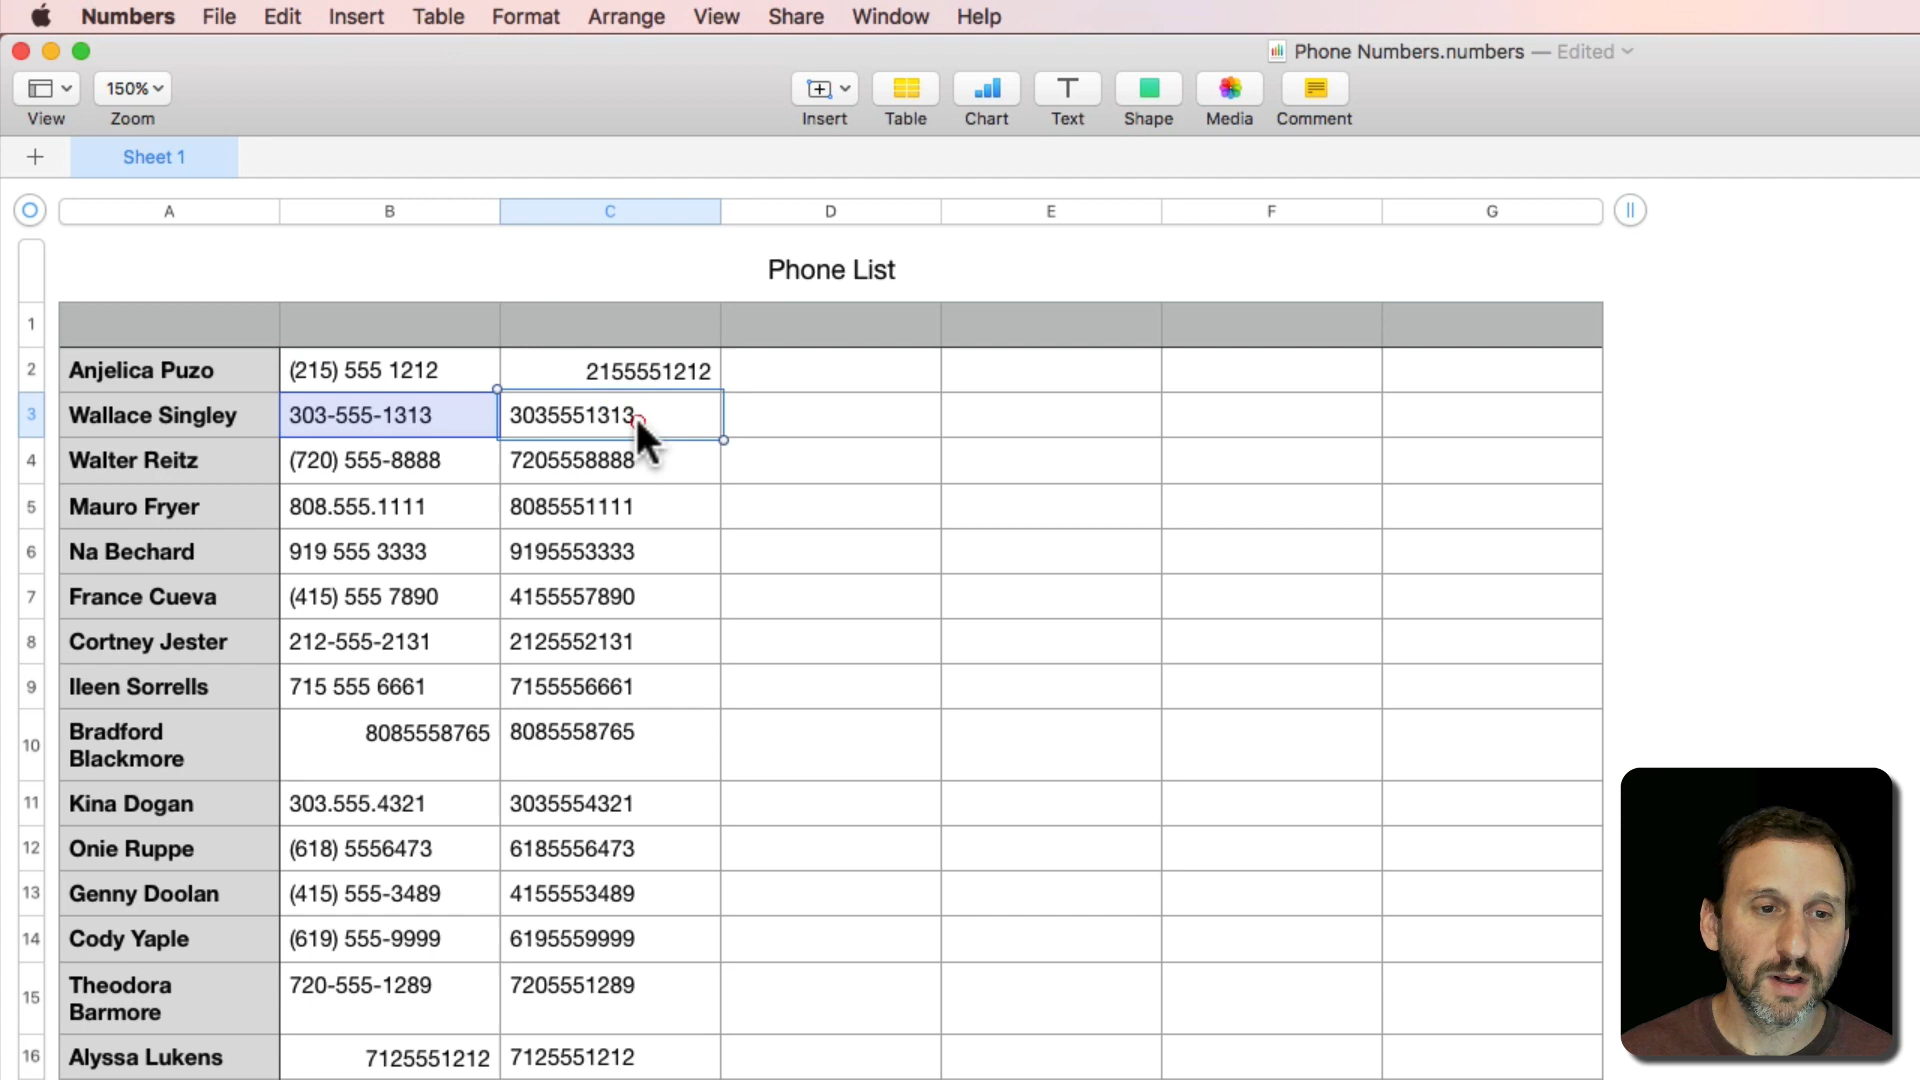 Numbers File Edit Insert Table Format Arrange View Share Window Help
Phone Numbers.numbers — Edited
150%
View Zoom Insert Table Chart Text Shape Media Comment
Sheet 1
A B C D E F G
Phone List
1
2 Anjelica Puzo (215) 555 1212 2155551212
3 Wallace Singley 303-555-1313 3035551313
4 Walter Reitz (720) 555-8888 7205558888
5 Mauro Fryer 808.555.1111 8085551111
6 Na Bechard 919 555 3333 9195553333
7 France Cueva (415) 555 7890 4155557890
8 Cortney Jester 212-555-2131 2125552131
9 Ileen Sorrells 715 555 6661 7155556661
10 Bradford Blackmore 8085558765 8085558765
11 Kina Dogan 303.555.4321 3035554321
12 Onie Ruppe (618) 5556473 6185556473
13 Genny Doolan (415) 555-3489 4155553489
14 Cody Yaple (619) 555-9999 6195559999
15 Theodora Barmore 720-555-1289 7205551289
16 Alyssa Lukens 7125551212 7125551212